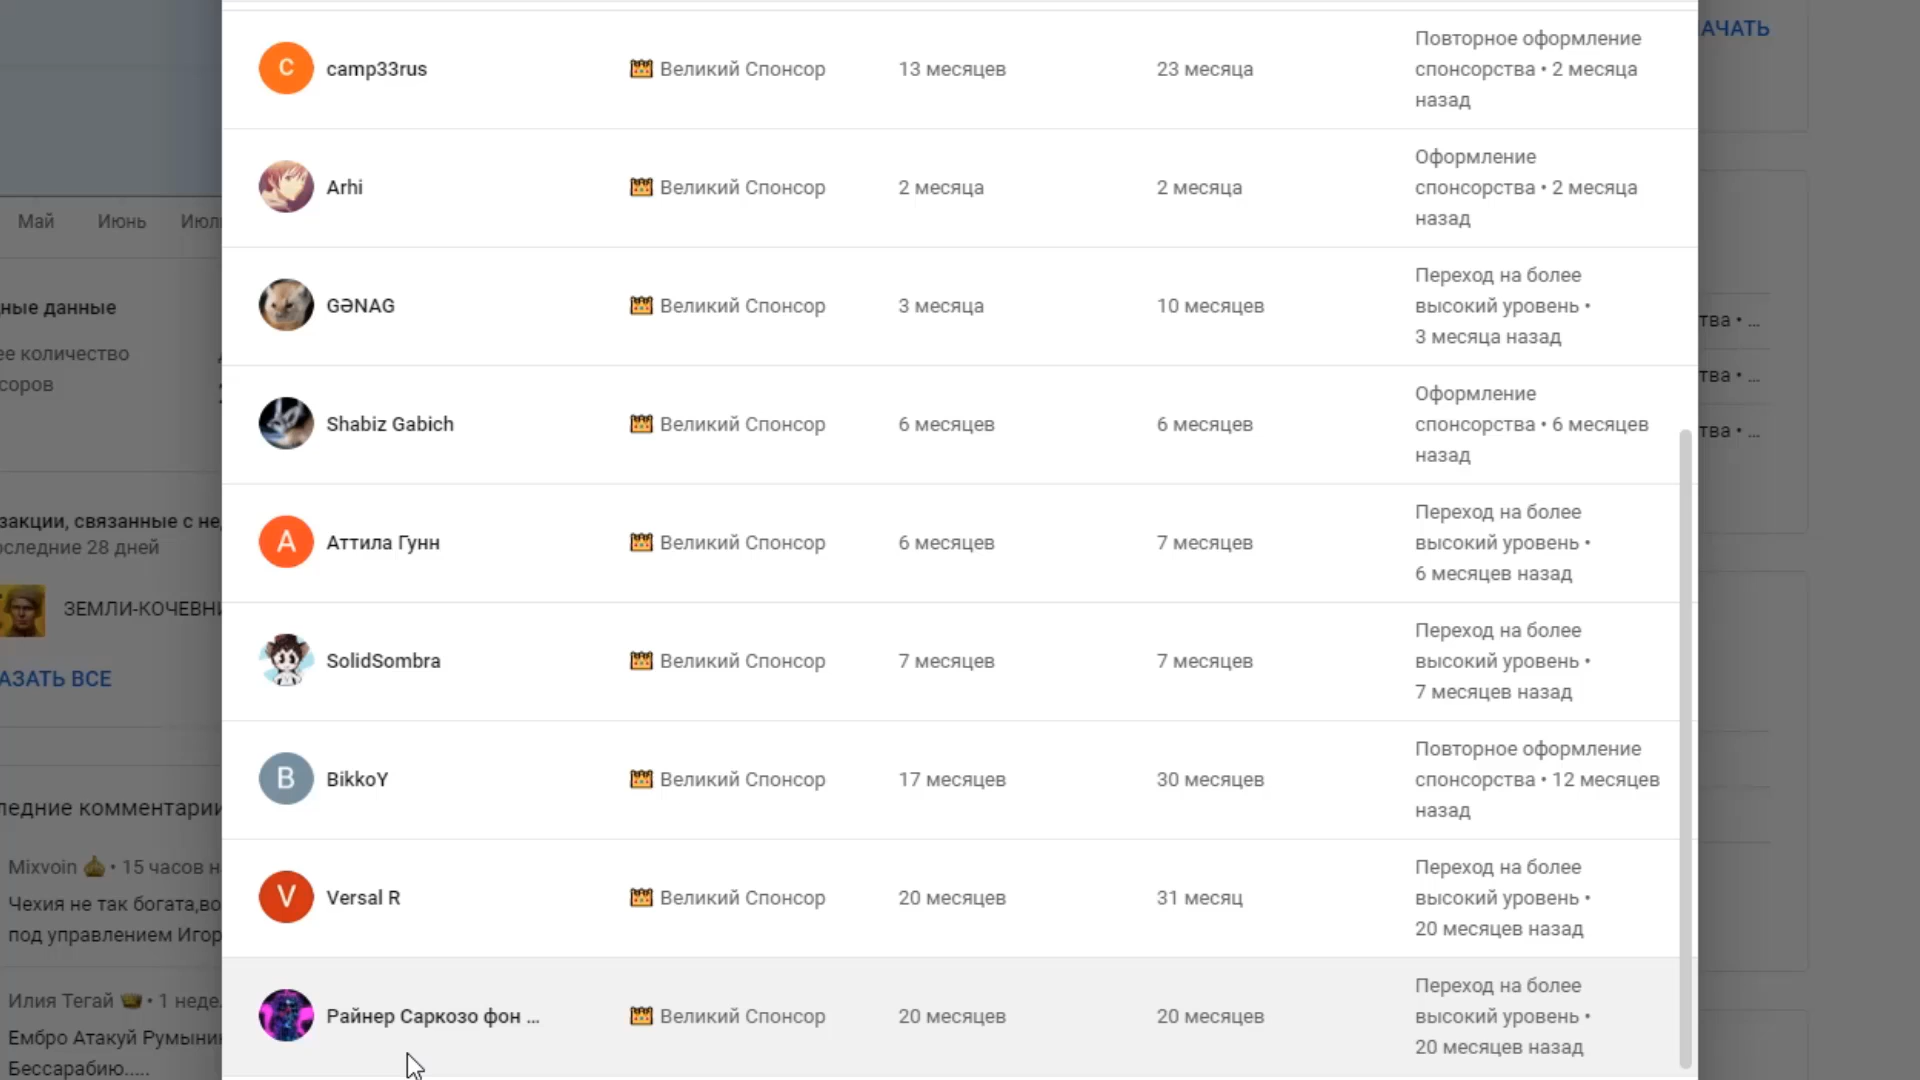 АЧАТЬ
camp33rus
Великий Спонсор
13 месяцев
23 месяца
Повторное оформление
спонсорства • 2 месяца
назад
Arhi
Великий Спонсор
2 месяца
2 месяца
Оформление
спонсорства • 2 месяца
назад
GƏNAG
Великий Спонсор
3 месяца
10 месяцев
Переход на более
высокий уровень •
3 месяца назад
Shabiz Gabich
Великий Спонсор
6 месяцев
6 месяцев
Оформление
спонсорства • 6 месяцев
назад
Аттила Гунн
Великий Спонсор
6 месяцев
7 месяцев
Переход на более
высокий уровень •
6 месяцев назад
SolidSombra
Великий Спонсор
7 месяцев
7 месяцев
Переход на более
высокий уровень •
7 месяцев назад
BikkoY
Великий Спонсор
17 месяцев
30 месяцев
Повторное оформление
спонсорства • 12 месяцев
назад
Versal R
Великий Спонсор
20 месяцев
31 месяц
Переход на более
высокий уровень •
20 месяцев назад
Райнер Саркозо фон ...
Великий Спонсор
20 месяцев
20 месяцев
Переход на более
высокий уровень •
20 месяцев назад
C
A
B
V
Май Июнь Июл
ные данные
ее количество
соров
закции, связанные с не
оследние 28 дней
ЗЕМЛИ-КОЧЕВНИ
АЗАТЬ ВСЕ
ледние комментарии
Mixvoin • 15 часов н
Чехия не так богата,во
под управлением Игор
Илия Тегай • 1 неде
Ембро Атакуй Румыни
Бессарабию.....
тва • ...
тва • ...
тва • ...